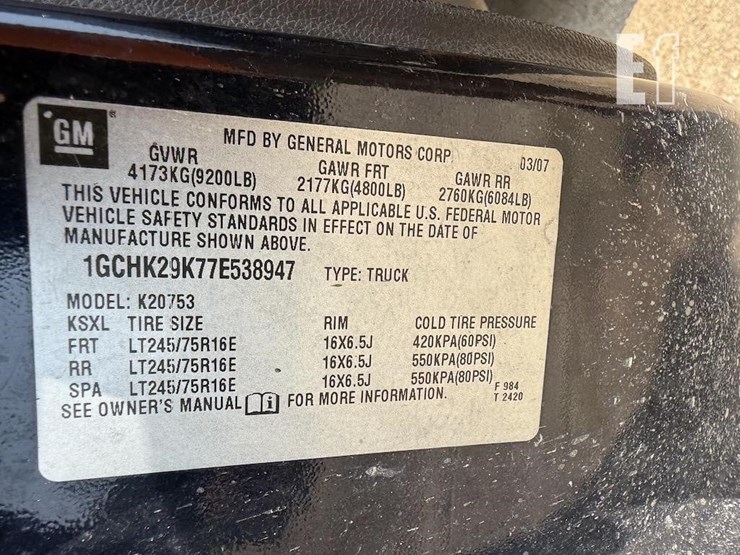 Ef
GM
MFD BY GENERAL MOTORS CORP 03/07
GVWR GAWR FRT GAWR RR
4173KG(9200LB) 2177KG(4800LB) 2760KG(6084LB)
THIS VEHICLE CONFORMS TO ALL APPLICABLE U.S. FEDERAL MOTOR
VEHICLE SAFETY STANDARDS IN EFFECT ON THE DATE OF
MANUFACTURE SHOWN ABOVE.
1GCHK29K77E538947 TYPE: TRUCK
MODEL: K20753
KSXL TIRE SIZE RIM COLD TIRE PRESSURE
FRT LT245/75R16E 16X6.5J 420KPA(60PSI)
RR LT245/75R16E 16X6.5J 550KPA(80PSI)
SPA LT245/75R16E 16X6.5J 550KPA(80PSI)
SEE OWNER'S MANUAL i FOR MORE INFORMATION.
F 984
T 2420